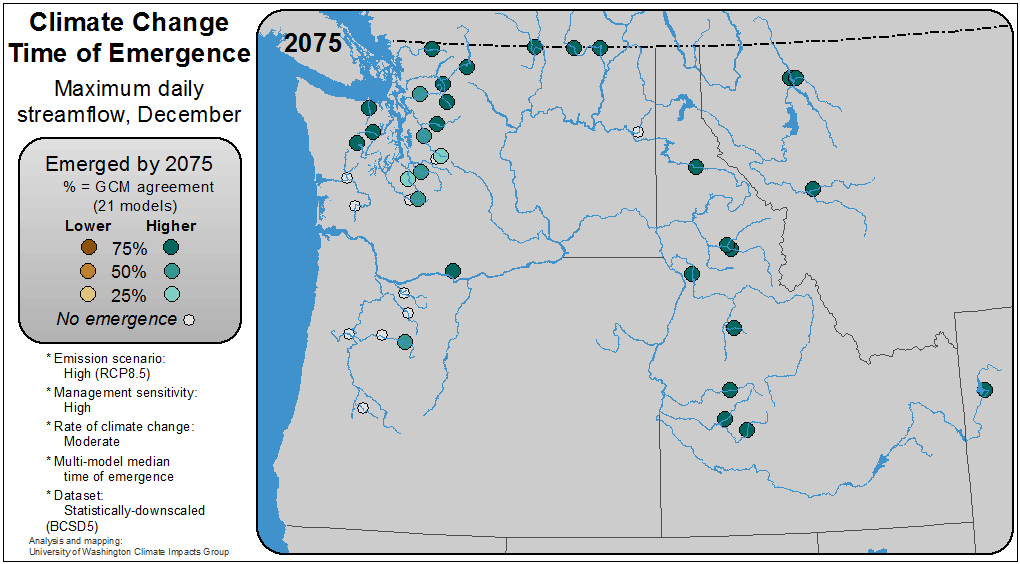 Climate Change
Time of Emergence
Maximum daily
streamflow, December
Emerged by 2075
% = GCM agreement
(21 models)
Lower Higher
75%
50%
25%
No emergence
* Emission scenario:
High (RCP8.5)
* Management sensitivity:
High
* Rate of climate change:
Moderate
* Multi-model median
time of emergence
* Dataset:
Statistically-downscaled
(BCSD5)
Analysis and mapping:
University of Washington Climate Impacts Group
2075